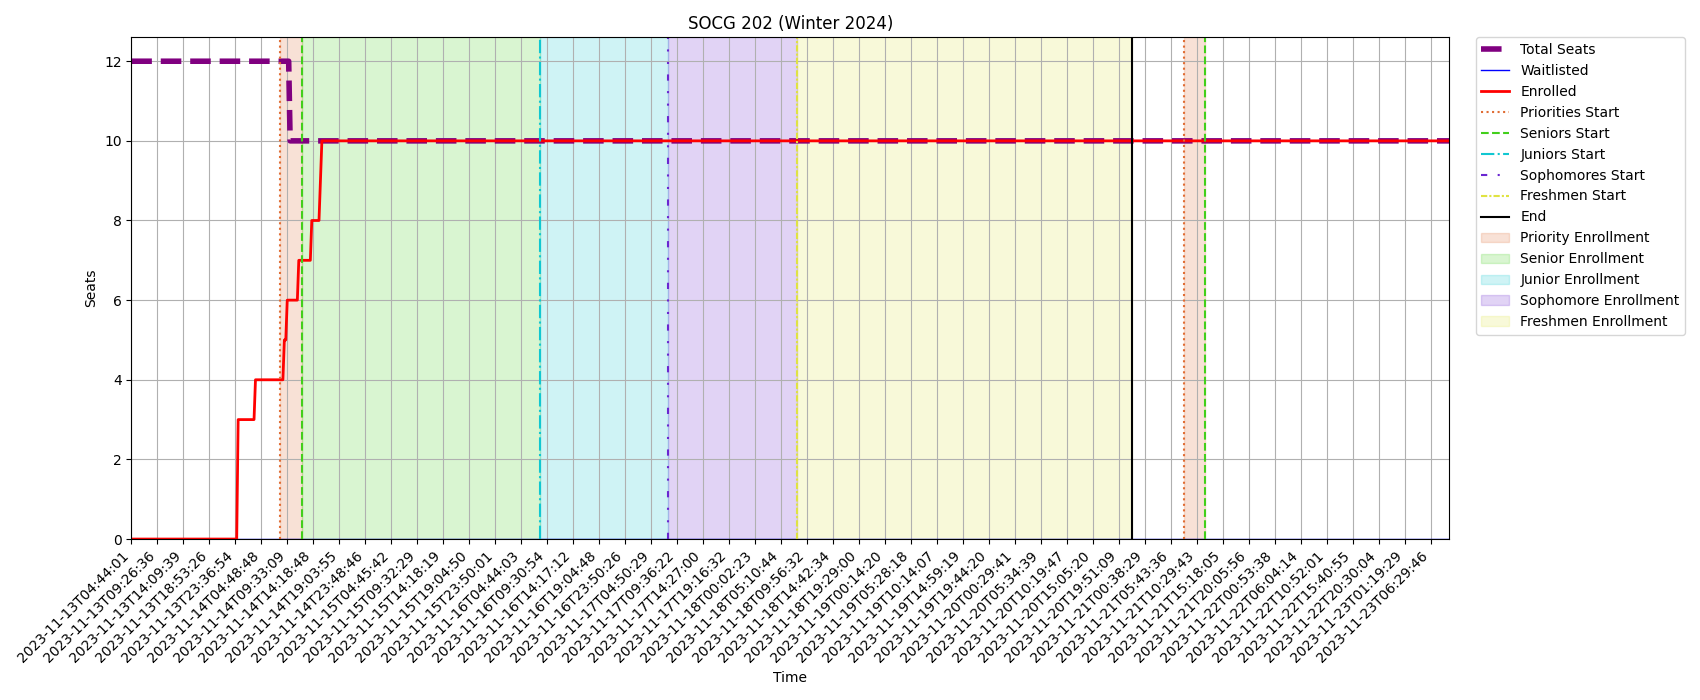 SOCG 202 (Winter 2024)
Seats
12
10
8
6
4
2
0
2023-11-13T04:44:01
2023-11-13T09:26:36
2023-11-13T14:09:39
2023-11-13T18:53:26
2023-11-13T23:36:54
2023-11-14T04:48:48
2023-11-14T09:33:09
2023-11-14T14:18:48
2023-11-14T19:03:55
2023-11-14T23:48:46
2023-11-15T04:45:42
2023-11-15T09:32:29
2023-11-15T14:18:19
2023-11-15T19:04:50
2023-11-15T23:50:01
2023-11-16T04:44:03
2023-11-16T09:30:54
2023-11-16T14:17:12
2023-11-16T19:04:48
2023-11-16T23:50:26
2023-11-17T04:50:29
2023-11-17T09:36:22
2023-11-17T14:27:00
2023-11-17T19:16:32
2023-11-18T00:02:23
2023-11-18T05:10:44
2023-11-18T09:56:32
2023-11-18T14:42:34
2023-11-18T19:29:00
2023-11-19T00:14:20
2023-11-19T05:28:18
2023-11-19T10:14:07
2023-11-19T14:59:19
2023-11-19T19:44:20
2023-11-20T00:29:41
2023-11-20T05:34:39
2023-11-20T10:19:47
2023-11-20T15:05:20
2023-11-20T19:51:09
2023-11-21T00:38:29
2023-11-21T05:43:36
2023-11-21T10:29:43
2023-11-21T15:18:05
2023-11-21T20:05:56
2023-11-22T00:53:38
2023-11-22T06:04:14
2023-11-22T10:52:01
2023-11-22T15:40:55
2023-11-22T20:30:04
2023-11-23T01:19:29
2023-11-23T06:29:46
Time
Total Seats
Waitlisted
Enrolled
Priorities Start
Seniors Start
Juniors Start
Sophomores Start
Freshmen Start
End
Priority Enrollment
Senior Enrollment
Junior Enrollment
Sophomore Enrollment
Freshmen Enrollment